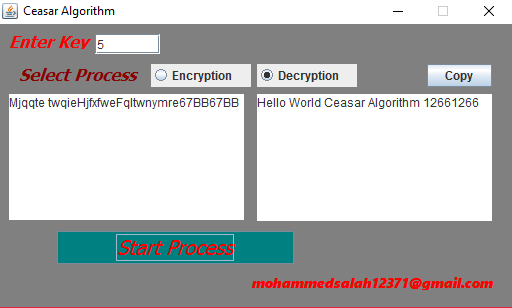 Ceasar Algorithm
Enter Key 5
Select Process Encryption Decryption Copy
Mjqqte twqieHjfxfweFqltwnymre67BB67BB
Hello World Ceasar Algorithm 12661266
Start Process
mohammedsalah12371@gmail.com